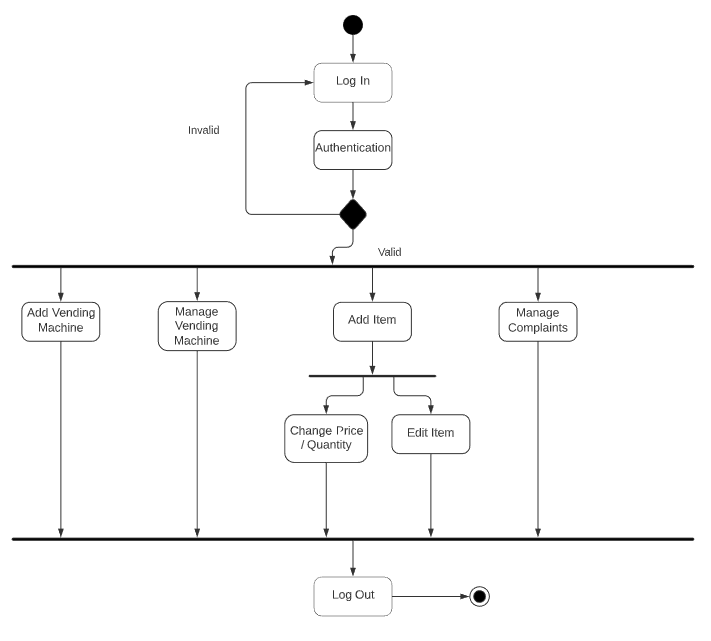 Log In
Invalid
Authentication
Valid
Add Vending
Machine
Manage
Vending
Machine
Add Item
Manage
Complaints
Change Price
/ Quantity
Edit Item
Log Out